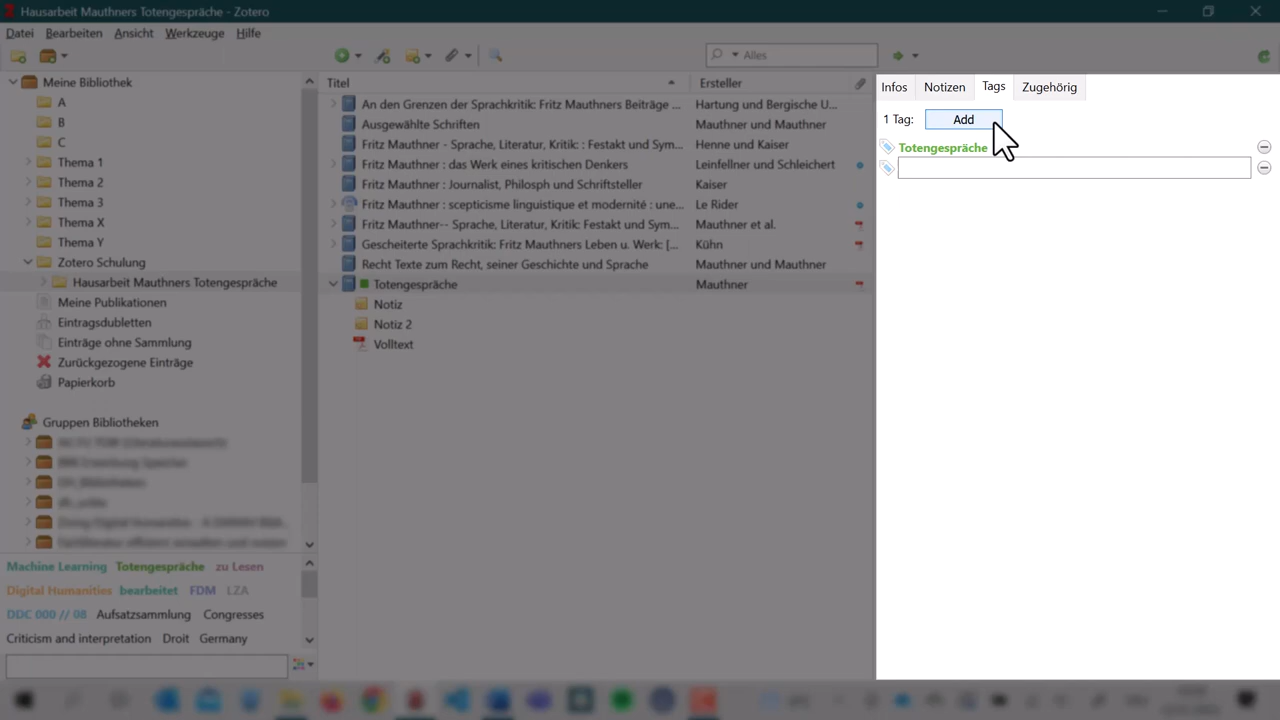 Hausarbeit Mauthners Totengespräche - Zotero
Datei Bearbeiten Ansicht Werkzeuge Hilfe
Alles
Meine Bibliothek
A
B
C
Thema 1
Thema 2
Thema 3
Thema X
Thema Y
Zotero Schulung
Hausarbeit Mauthners Totengespräche
Meine Publikationen
Eintragsdubletten
Einträge ohne Sammlung
Zurückgezogene Einträge
Papierkorb
Gruppen Bibliotheken
Machine Learning Totengespräche zu Lesen
Digital Humanities bearbeitet FDM LZA
DDC 000 // 08 Aufsatzsammlung Congresses
Criticism and interpretation Droit Germany
Titel Ersteller
An den Grenzen der Sprachkritik: Fritz Mauthners Beiträge ... Hartung und Bergische U...
Ausgewählte Schriften Mauthner und Mauthner
Fritz Mauthner - Sprache, Literatur, Kritik: : Festakt und Sym... Henne und Kaiser
Fritz Mauthner : das Werk eines kritischen Denkers Leinfellner und Schleichert
Fritz Mauthner : Journalist, Philosph und Schriftsteller Kaiser
Fritz Mauthner : scepticisme linguistique et modernité : une... Le Rider
Fritz Mauthner-- Sprache, Literatur, Kritik: Festakt und Sym... Mauthner et al.
Gescheiterte Sprachkritik: Fritz Mauthners Leben u. Werk: [... Kühn
Recht Texte zum Recht, seiner Geschichte und Sprache Mauthner und Mauthner
Totengespräche Mauthner
Notiz
Notiz 2
Volltext
Infos Notizen Tags Zugehörig
1 Tag: Add
Totengespräche